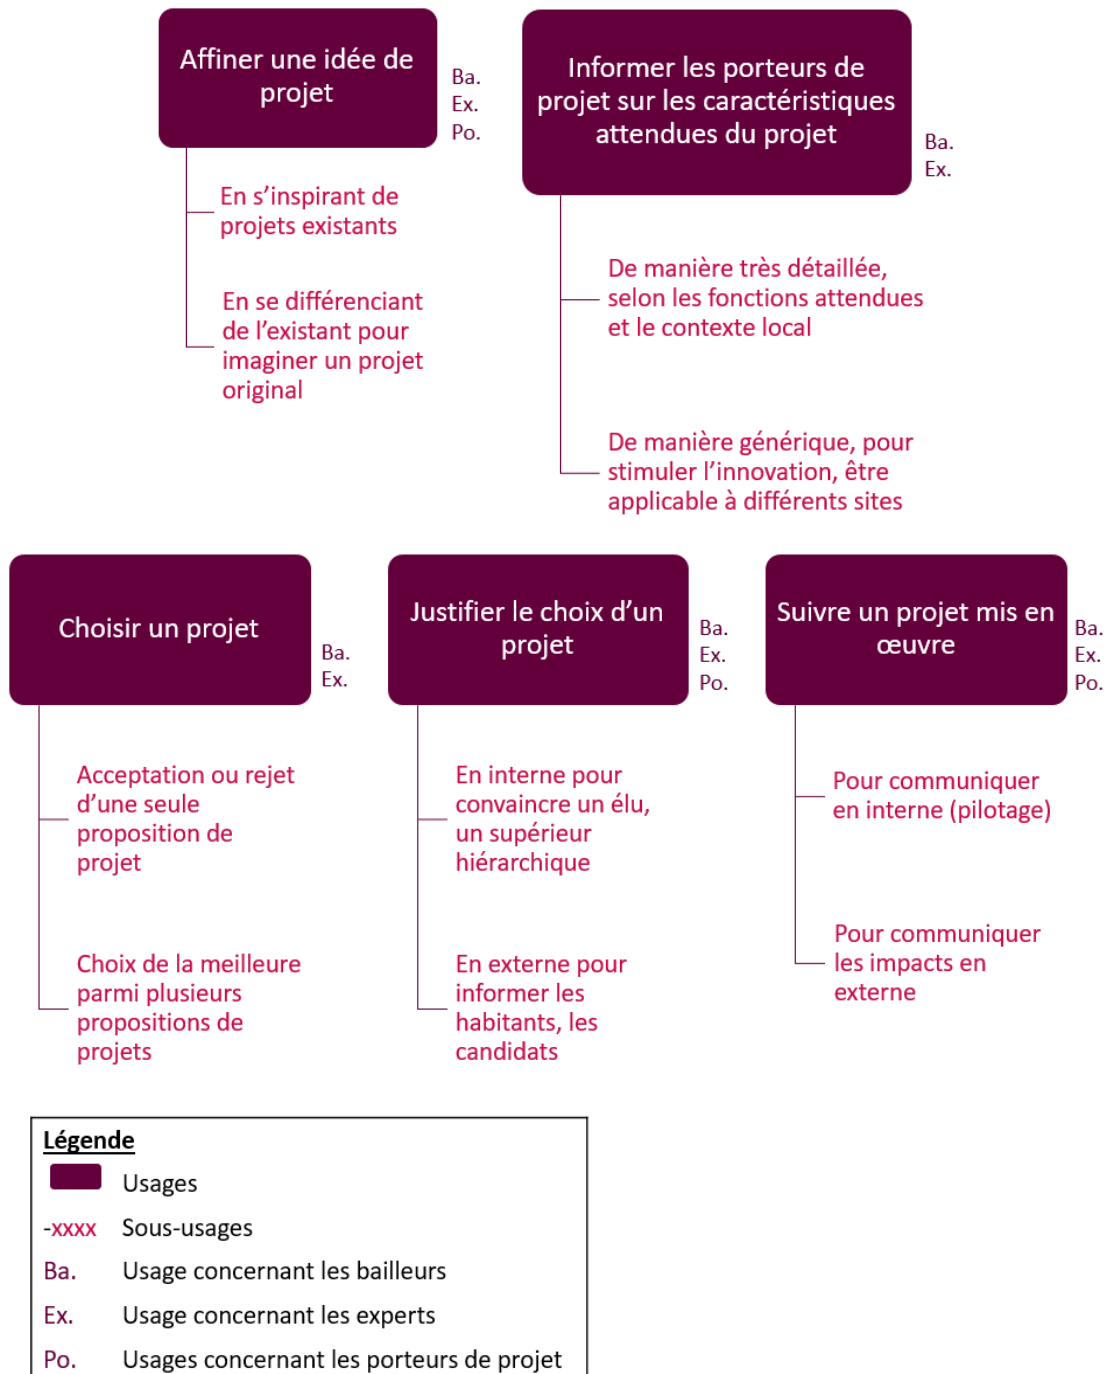 Affiner une idée de
projet
Ba.
Ex.
Po.
En s’inspirant de
projets existants
En se différenciant
de l’existant pour
imaginer un projet
original
Informer les porteurs de
projet sur les caractéristiques
attendues du projet
Ba.
Ex.
De manière très détaillée,
selon les fonctions attendues
et le contexte local
De manière générique, pour
stimuler l’innovation, être
applicable à différents sites
Choisir un projet
Ba.
Ex.
Acceptation ou rejet
d’une seule
proposition de
projet
Choix de la meilleure
parmi plusieurs
propositions de
projets
Justifier le choix d’un
projet
Ba.
Ex.
Po.
En interne pour
convaincre un élu,
un supérieur
hiérarchique
En externe pour
informer les
habitants, les
candidats
Suivre un projet mis en
œuvre
Ba.
Ex.
Po.
Pour communiquer
en interne (pilotage)
Pour communiquer
les impacts en
externe
Légende
Usages
-xxxx Sous-usages
Ba. Usage concernant les bailleurs
Ex. Usage concernant les experts
Po. Usages concernant les porteurs de projet